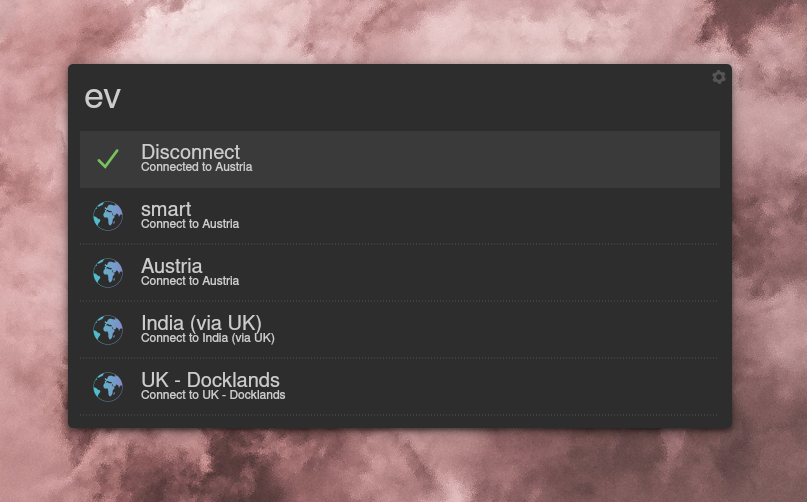 ev
Disconnect
Connected to Austria
smart
Connect to Austria
Austria
Connect to Austria
India (via UK)
Connect to India (via UK)
UK - Docklands
Connect to UK - Docklands